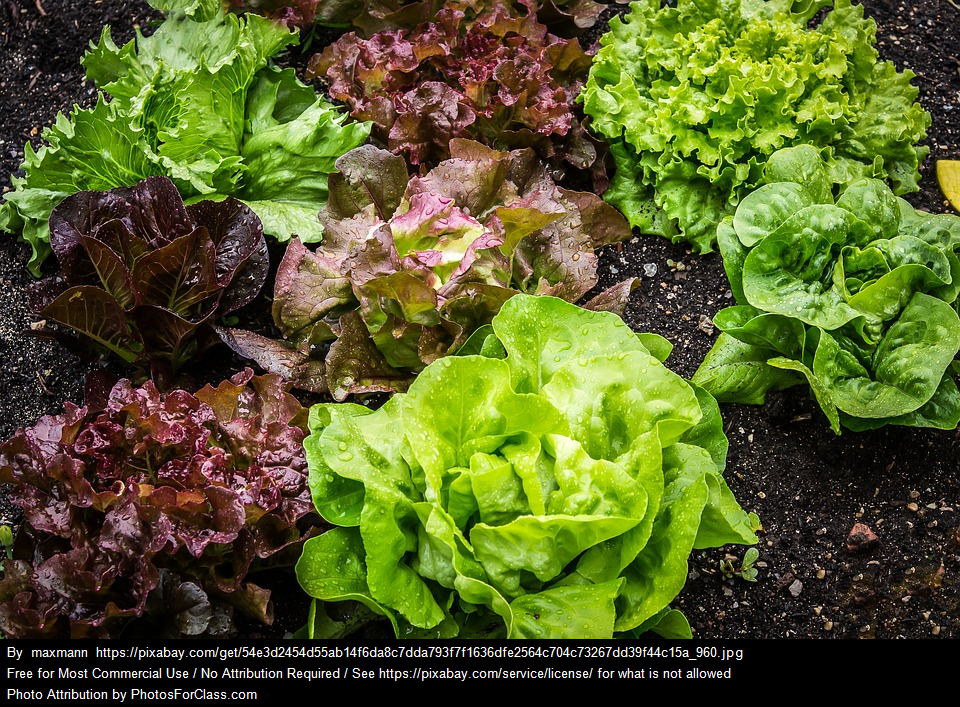 By maxmann https://pixabay.com/get/54e3d2454d55ab14f6da8c7dda793f7f1636dfe2564c704c73267dd39f44c15a_960.jpg
Free for Most Commercial Use / No Attribution Required / See https://pixabay.com/service/license/ for what is not allowed
Photo Attribution by PhotosForClass.com